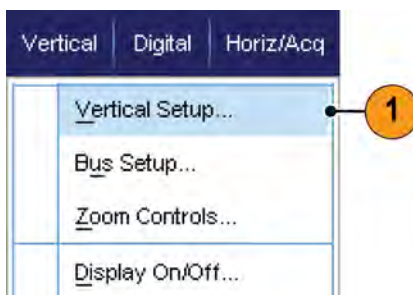 Vertical Digital Horiz/Acq
Vertical Setup...
1
Bus Setup...
Zoom Controls...
Display On/Off...